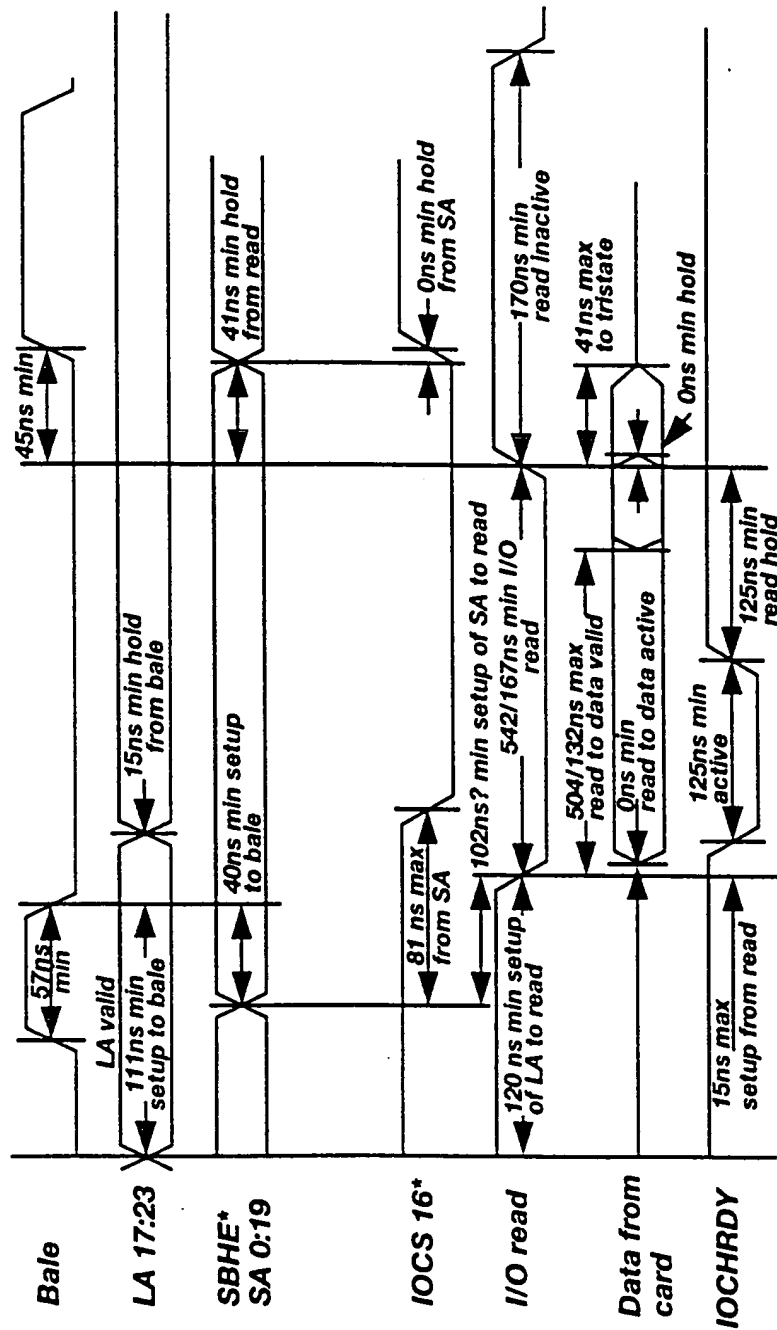 Bale
57ns
min
45ns min
LA 17:23
LA valid
111ns min
setup to bale
15ns min hold
from bale
SBHE*
SA 0:19
40ns min setup
to bale
41ns min hold
from read
IOCS 16*
81 ns max
from SA
0ns min hold
from SA
I/O read
120 ns min setup
of LA to read
102ns? min setup of SA to read
542/167ns min I/O
read
170ns min
read inactive
Data from
card
504/132ns max
read to data valid
0ns min
read to data active
41ns max
to tristate
0ns min hold
IOCHRDY
15ns max
setup from read
125ns min
active
125ns min
read hold